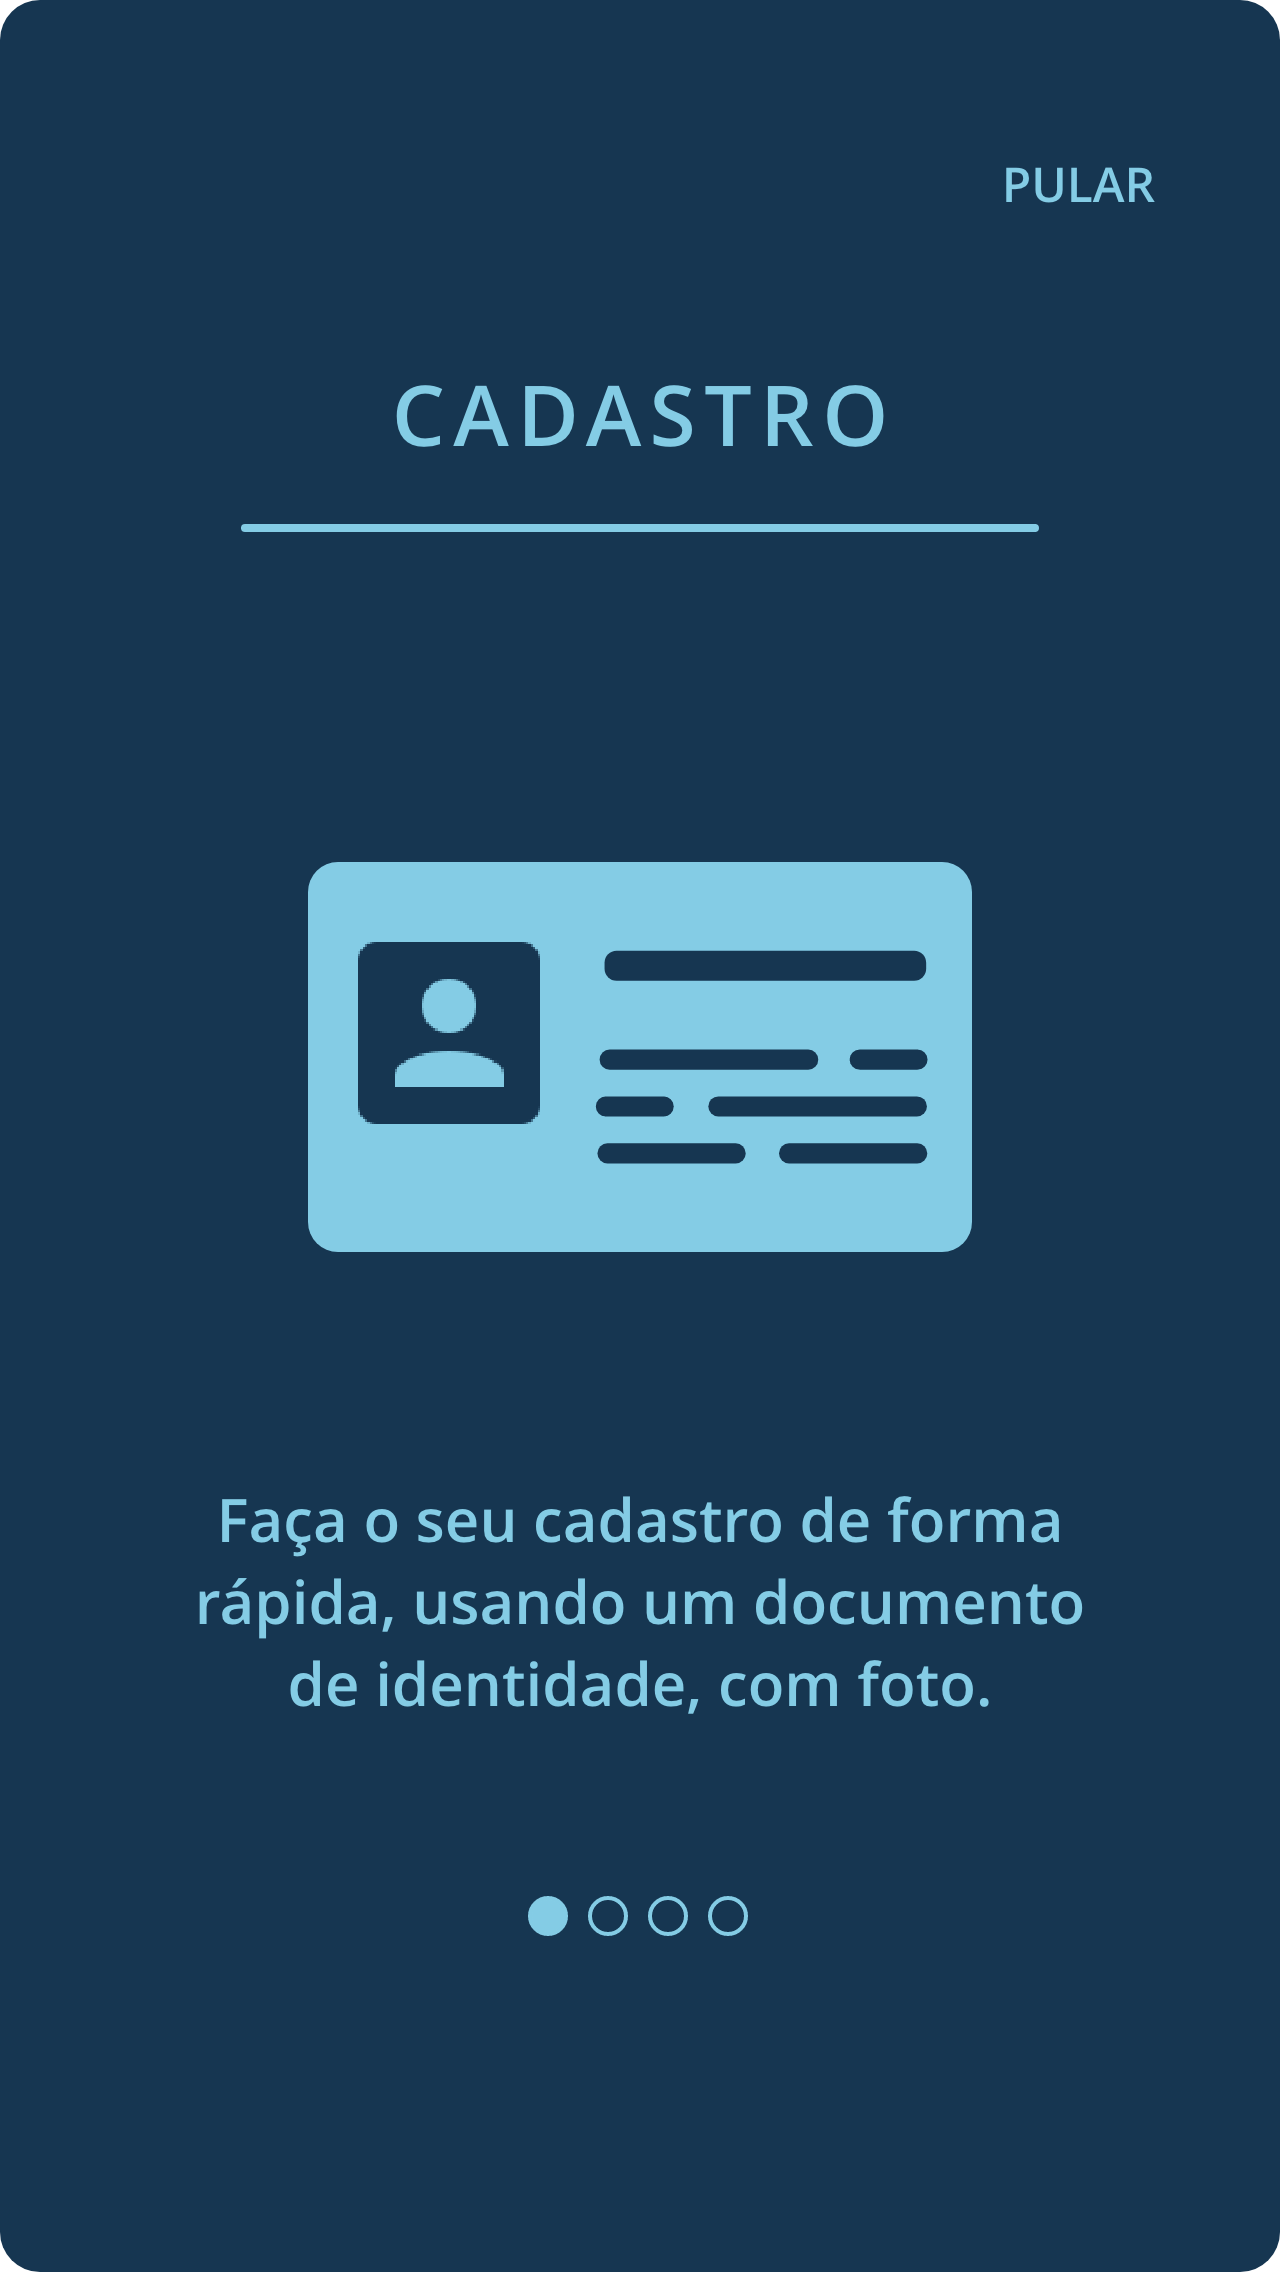 PULAR
CADASTRO
Faça o seu cadastro de forma
rápida, usando um documento
de identidade, com foto.